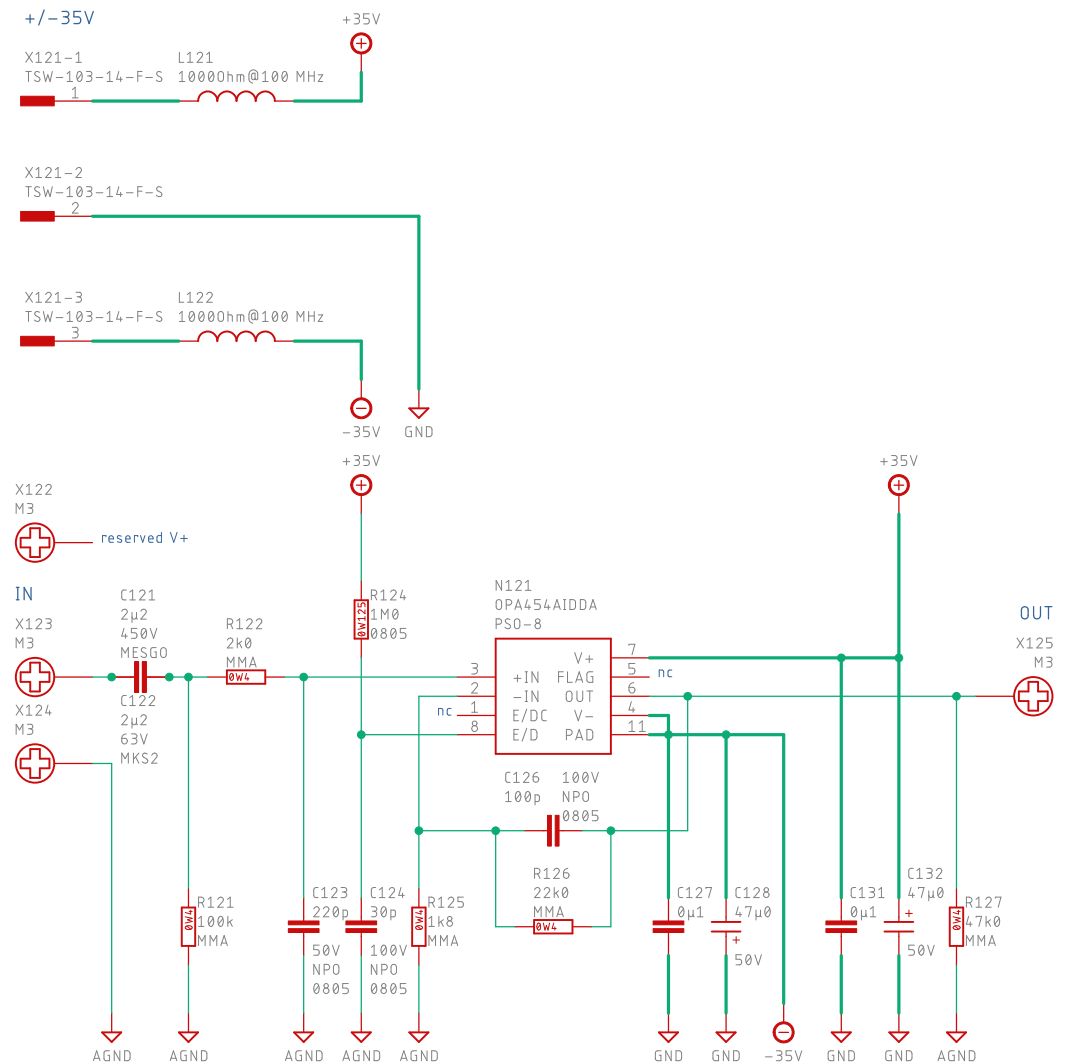 +/-35V
+35V
X121-1
TSW-103-14-F-S
1
L121
1000Ohm@100 MHz
X121-2
TSW-103-14-F-S
2
X121-3
TSW-103-14-F-S
3
L122
1000Ohm@100 MHz
-35V
GND
+35V
+35V
X122
M3
reserved V+
IN
X123
M3
X124
M3
C121
2µ2
450V
MESGO
C122
2µ2
63V
MKS2
R122
2k0
MMA
0W4
R124
1M0
0805
0W125
N121
OPA454AIDDA
PSO-8
3
+IN
2
-IN
nc
1
E/DC
8
E/D
V+
7
FLAG
5
nc
OUT
6
V-
4
PAD
11
OUT
X125
M3
C126
100p
100V
NPO
0805
R126
22k0
MMA
0W4
R121
100k
MMA
0W4
C123
220p
50V
NPO
0805
C124
30p
100V
NPO
0805
R125
1k8
MMA
0W4
C127
0µ1
C128
47µ0
+
50V
C131
0µ1
C132
47µ0
+
50V
R127
47k0
MMA
0W4
AGND
AGND
AGND
AGND
AGND
GND
GND
-35V
GND
GND
AGND